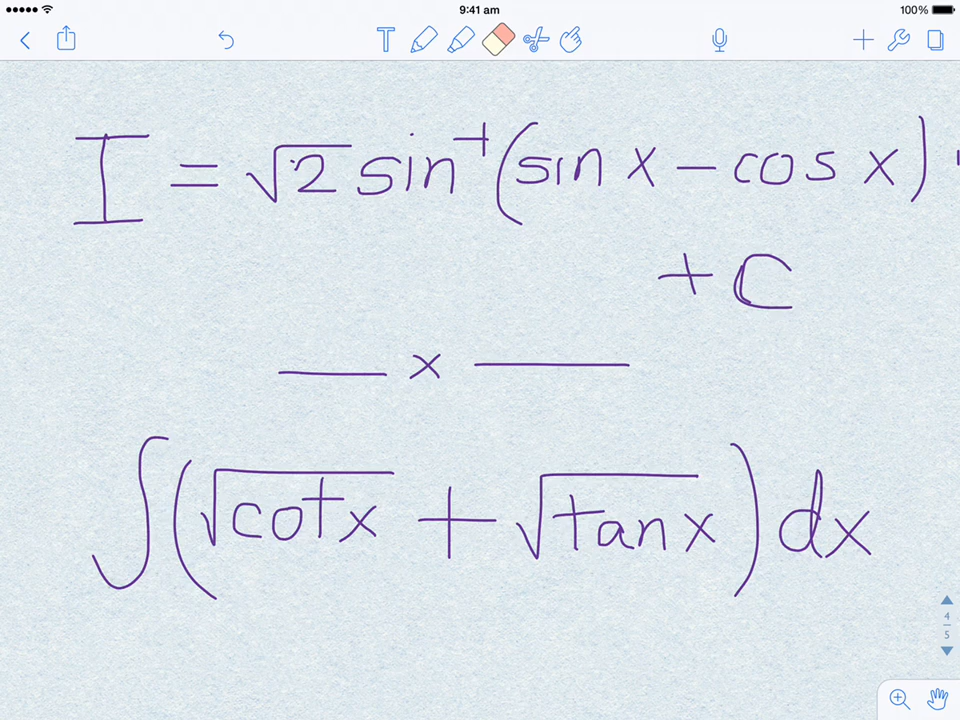 9:41 am 100%
T
I = √2 sin⁻¹(sin x − cos x)
+ C
— × —
∫(√cot x + √tan x) dx
4
5